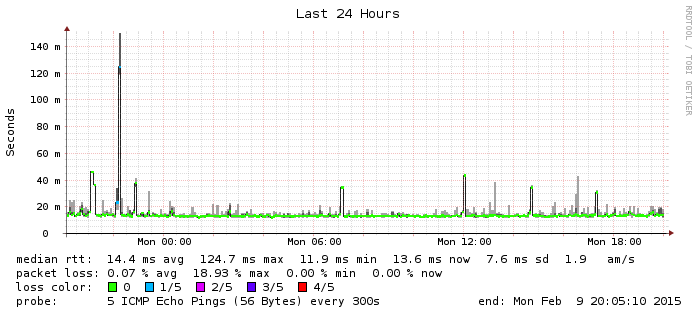 Last 24 Hours
RRDTOOL / TOBI OETIKER
Seconds
140 m
120 m
100 m
80 m
60 m
40 m
20 m
0
Mon 00:00 Mon 06:00 Mon 12:00 Mon 18:00
median rtt: 14.4 ms avg 124.7 ms max 11.9 ms min 13.6 ms now 7.6 ms sd 1.9 am/s
packet loss: 0.07 % avg 18.93 % max 0.00 % min 0.00 % now
loss color: 0 1/5 2/5 3/5 4/5
probe: 5 ICMP Echo Pings (56 Bytes) every 300s end: Mon Feb 9 20:05:10 2015